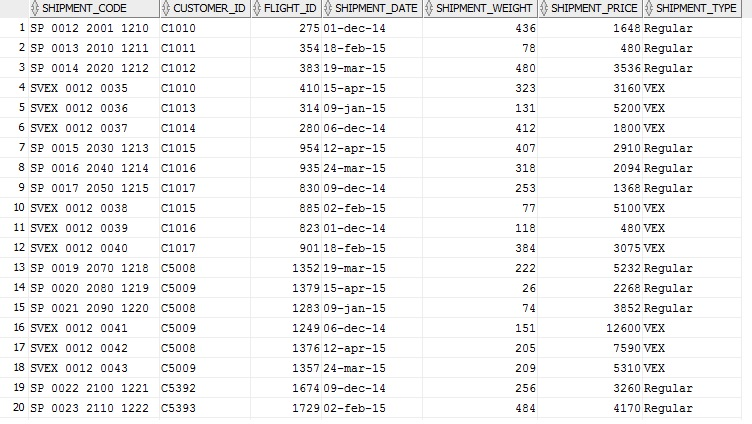 SHIPMENT_CODE CUSTOMER_ID FLIGHT_ID SHIPMENT_DATE SHIPMENT_WEIGHT SHIPMENT_PRICE SHIPMENT_TYPE
1 SP 0012 2001 1210 C1010 275 01-dec-14 436 1648 Regular
2 SP 0013 2010 1211 C1011 354 18-feb-15 78 480 Regular
3 SP 0014 2020 1212 C1010 383 19-mar-15 480 3536 Regular
4 SVEX 0012 0035 C1010 410 15-apr-15 323 3160 VEX
5 SVEX 0012 0036 C1013 314 09-jan-15 131 5200 VEX
6 SVEX 0012 0037 C1014 280 06-dec-14 412 1800 VEX
7 SP 0015 2030 1213 C1015 954 12-apr-15 407 2910 Regular
8 SP 0016 2040 1214 C1016 935 24-mar-15 318 2094 Regular
9 SP 0017 2050 1215 C1017 830 09-dec-14 253 1368 Regular
10 SVEX 0012 0038 C1015 885 02-feb-15 77 5100 VEX
11 SVEX 0012 0039 C1016 823 01-dec-14 118 480 VEX
12 SVEX 0012 0040 C1017 901 18-feb-15 384 3075 VEX
13 SP 0019 2070 1218 C5008 1352 19-mar-15 222 5232 Regular
14 SP 0020 2080 1219 C5009 1379 15-apr-15 26 2268 Regular
15 SP 0021 2090 1220 C5008 1283 09-jan-15 74 3852 Regular
16 SVEX 0012 0041 C5009 1249 06-dec-14 151 12600 VEX
17 SVEX 0012 0042 C5008 1376 12-apr-15 205 7590 VEX
18 SVEX 0012 0043 C5009 1357 24-mar-15 209 5310 VEX
19 SP 0022 2100 1221 C5392 1674 09-dec-14 256 3260 Regular
20 SP 0023 2110 1222 C5393 1729 02-feb-15 484 4170 Regular